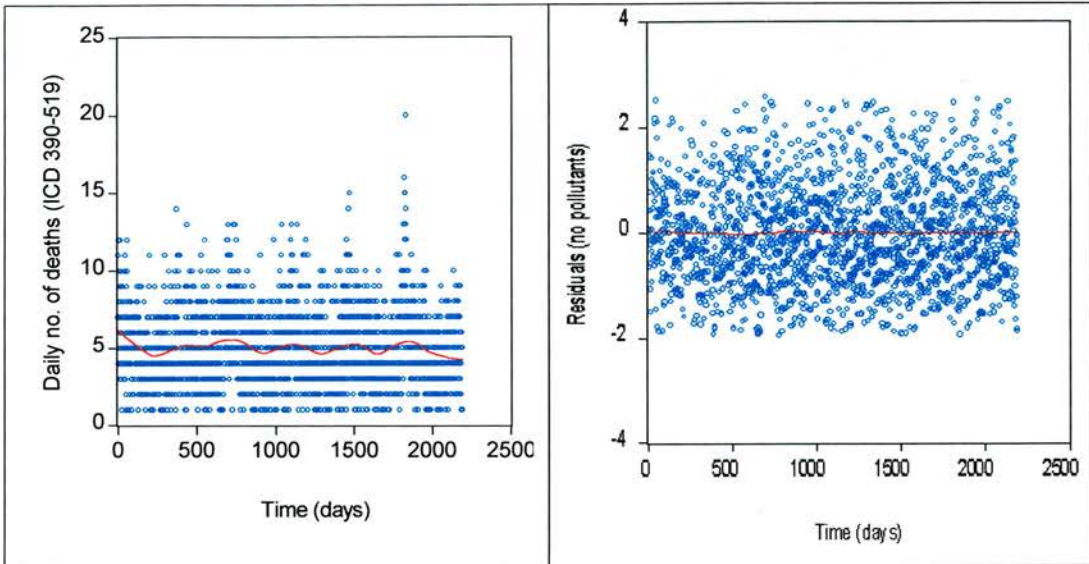 Daily no. of deaths (ICD 390-519)
25
20
15
10
5
0
0 500 1000 1500 2000 2500
Time (days)
Residuals (no pollutants)
4
2
0
-2
-4
0 500 1000 1500 2000 2500
Time (days)